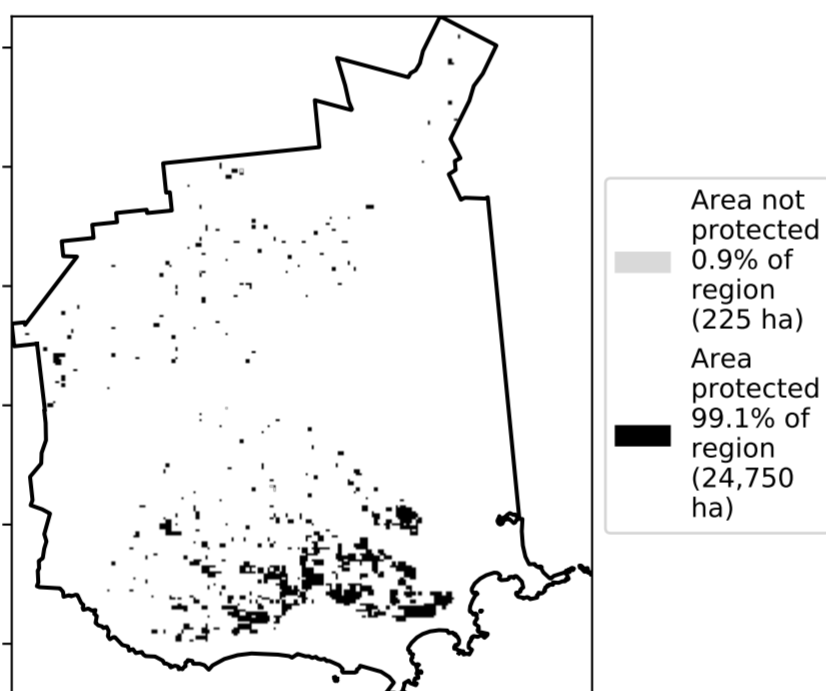 Area not
protected
0.9% of
region
(225 ha)
Area
protected
99.1% of
region
(24,750
ha)